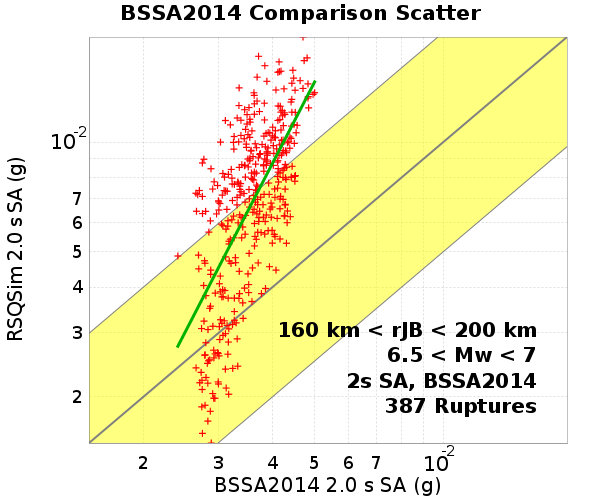 BSSA2014 Comparison Scatter
RSQSim 2.0 s SA (g)
10-2
7
6
5
4
3
2
160 km < rJB < 200 km
6.5 < Mw < 7
2s SA, BSSA2014
387 Ruptures
2 3 4 5 6 7 10-2
BSSA2014 2.0 s SA (g)